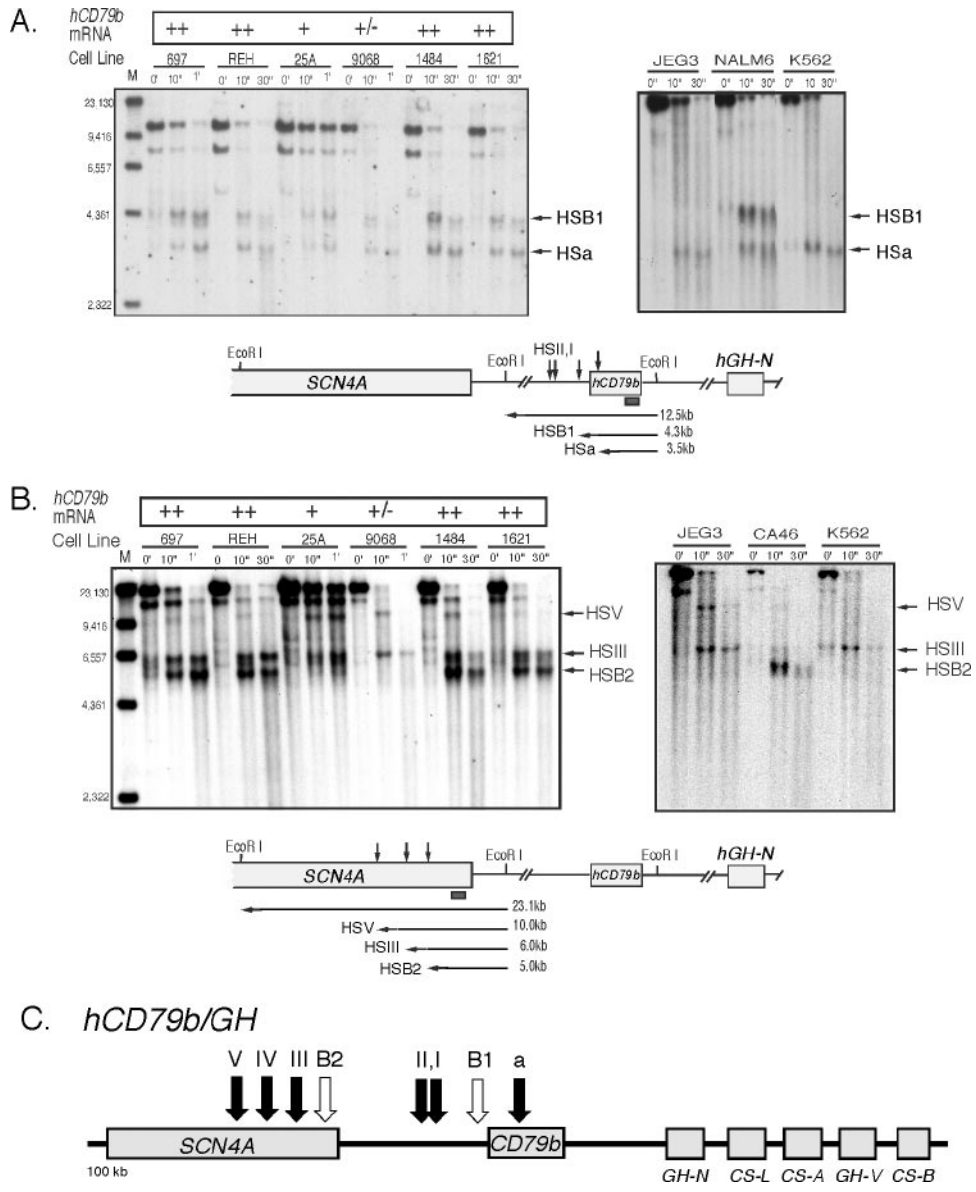 A.
hCD79b mRNA ++ ++ + +/- ++ ++
Cell Line 697 REH 25A 9068 1484 1621
M 0' 10" 1' 0' 10" 30" 0' 10" 1' 0' 10" 30" 0' 10" 30" 0' 10" 30"
23,130
9,416
6,557
4,361
2,322
HSB1
HSa
JEG3 NALM6 K562
0" 10" 30" 0" 10" 30" 0' 10 30"
HSB1
HSa
EcoR I EcoR I HSII,I EcoR I hGH-N
SCN4A hCD79b
12.5kb
HSB1 4.3kb
HSa 3.5kb
B.
hCD79b mRNA ++ ++ + +/- ++ ++
Cell Line 697 REH 25A 9068 1484 1621
M 0' 10" 1' 0' 10" 30" 0' 10" 1' 0' 10" 1' 0' 10" 30" 0' 10" 30"
23,130
9,416
6,557
4,361
2,322
HSV
HSIII
HSB2
JEG3 CA46 K562
0' 10" 30" 0' 10" 30" 0' 10" 30"
HSV
HSIII
HSB2
EcoR I EcoR I EcoR I hGH-N
SCN4A hCD79b
23.1kb
HSV 10.0kb
HSIII 6.0kb
HSB2 5.0kb
C. hCD79b/GH
V IV III B2 II,I B1 a
SCN4A CD79b
100 kb
GH-N CS-L CS-A GH-V CS-B